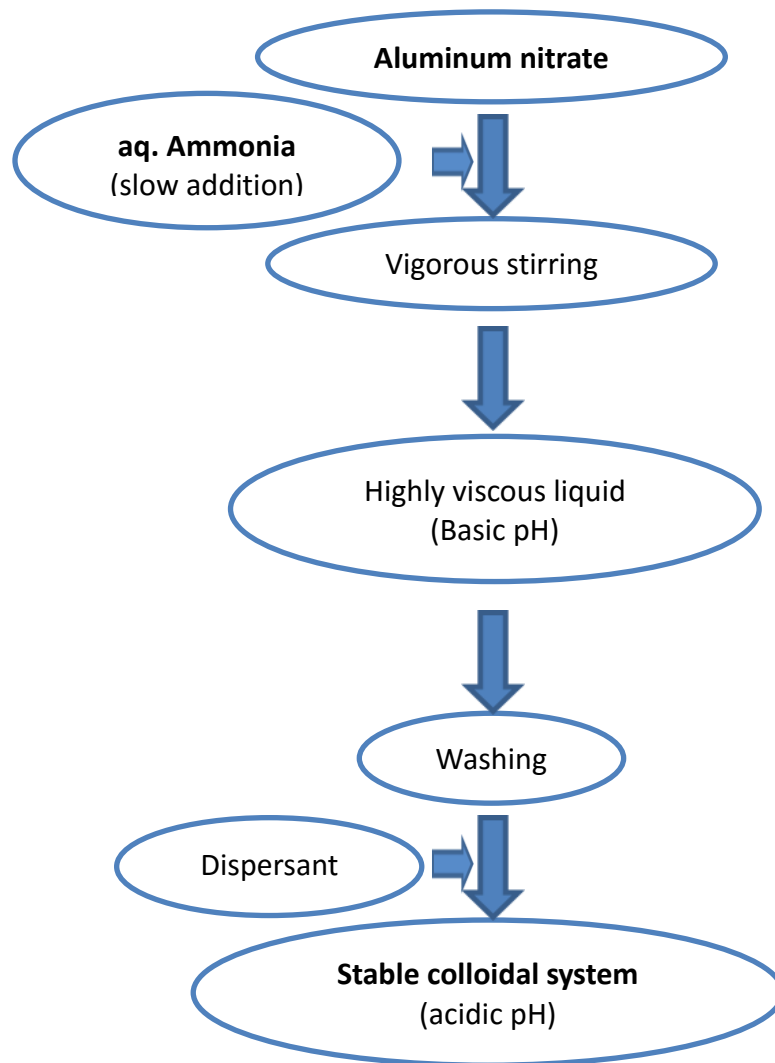 Aluminum nitrate
aq. Ammonia
(slow addition)
Vigorous stirring
Highly viscous liquid
(Basic pH)
Washing
Dispersant
Stable colloidal system
(acidic pH)